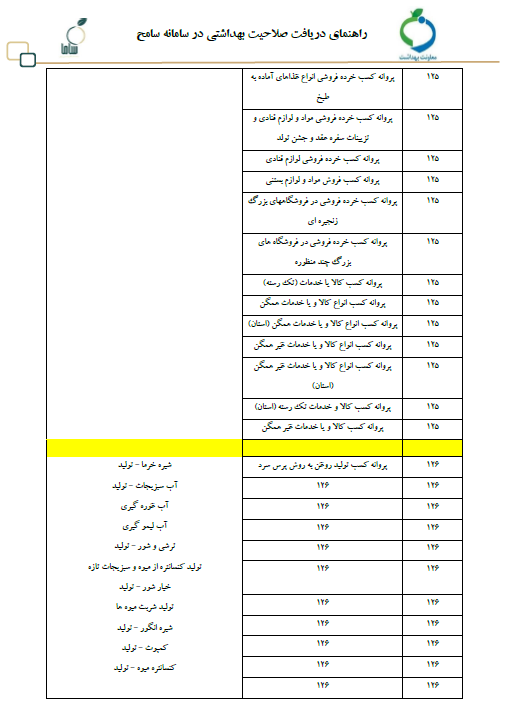 راهنمای دریافت صلاحیت بهداشتی در سامانه سامح
معاونت بهداشت
ساما
۱۲۵ پروانه کسب خرده فروشی انواع غذاهای آماده به
طبخ
۱۲۵ پروانه کسب خرده فروشی مواد و لوازم قنادی و
تزیینات سفره عقد و جشن تولد
۱۲۵ پروانه کسب خرده فروشی لوازم قنادی
۱۲۵ پروانه کسب فروش مواد و لوازم بستنی
۱۲۵ پروانه کسب خرده فروشی در فروشگاههای بزرگ
زنجیره ای
۱۲۵ پروانه کسب خرده فروشی در فروشگاه های
بزرگ چند منظوره
۱۲۵ پروانه کسب کالا یا خدمات (تک رسته)
۱۲۵ پروانه کسب انواع کالا و یا خدمات همگن
۱۲۵ پروانه کسب انواع کالا و یا خدمات همگن (استان)
۱۲۵ پروانه کسب انواع کالا و یا خدمات غیر همگن
۱۲۵ پروانه کسب انواع کالا و یا خدمات غیر همگن
(استان)
۱۲۵ پروانه کسب کالا و خدمات تک رسته (استان)
۱۲۵ پروانه کسب کالا و یا خدمات غیر همگن
۱۲۶ پروانه کسب تولید روغن به روش پرس سرد شیره خرما - تولید
۱۲۶ ۱۲۶ آب سبزیجات - تولید
۱۲۶ ۱۲۶ آب غوره گیری
۱۲۶ ۱۲۶ آب لیمو گیری
۱۲۶ ۱۲۶ ترشی و شور - تولید
۱۲۶ ۱۲۶ تولید کنسانتره از میوه و سبزیجات تازه
خیار شور - تولید
۱۲۶ ۱۲۶ تولید شربت میوه ها
۱۲۶ ۱۲۶ شیره انگور - تولید
۱۲۶ ۱۲۶ کمپوت - تولید
۱۲۶ ۱۲۶ کنسانتره میوه - تولید
۱۲۶ ۱۲۶